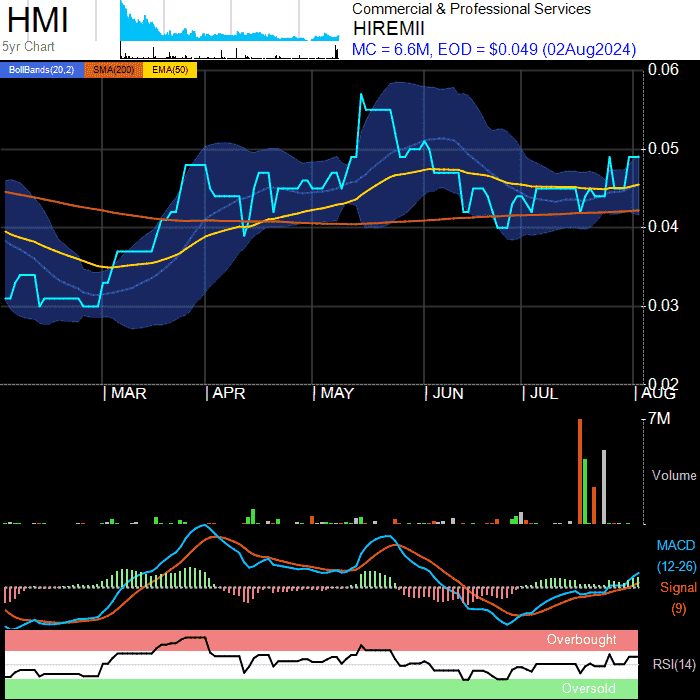 HMI
5yr Chart
Commercial & Professional Services
HIREMII
MC = 6.6M, EOD = $0.049 (02Aug2024)
BollBands(20,2) SMA(200) EMA(50)
0.06
0.05
0.04
0.03
0.02
MAR APR MAY JUN JUL AUG
7M
Volume
MACD
(12-26)
Signal
(9)
Overbought
RSI(14)
Oversold